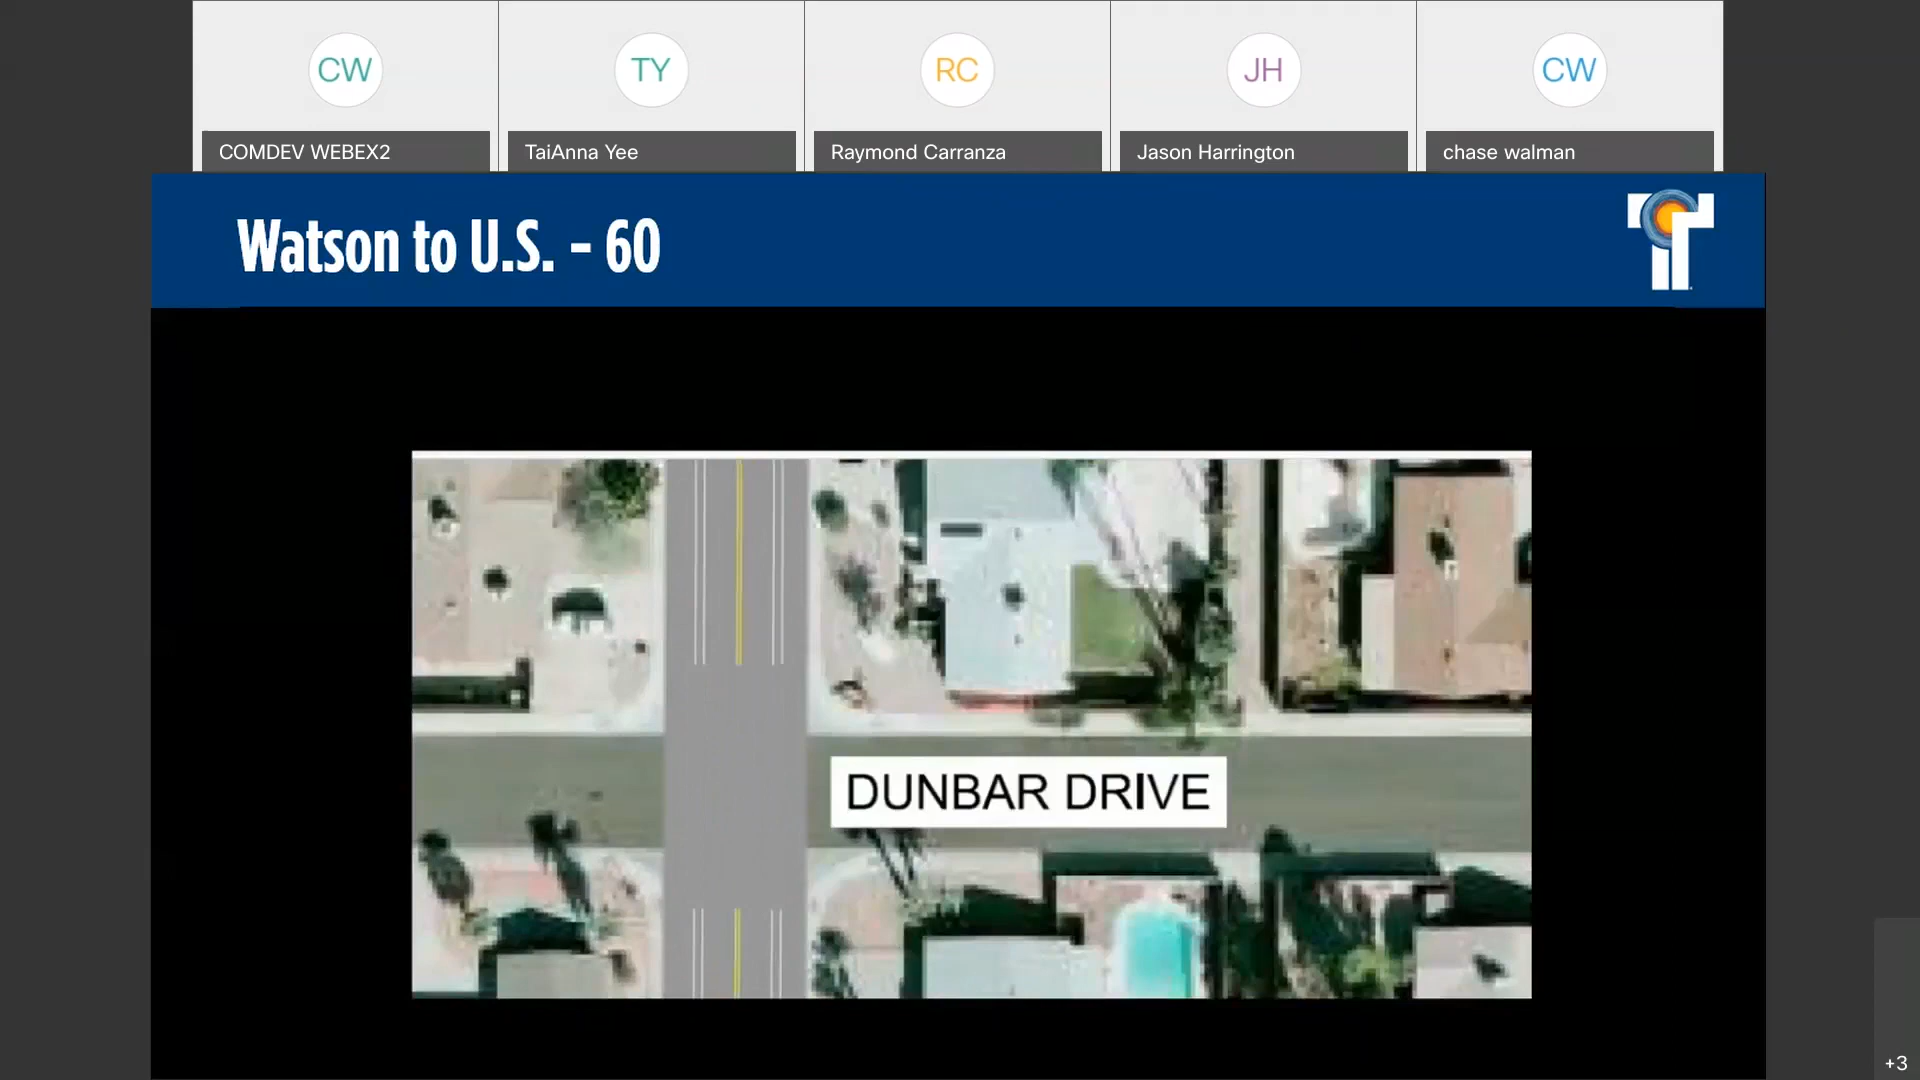 CW
TY
RC
JH
CW
COMDEV WEBEX2
TaiAnna Yee
Raymond Carranza
Jason Harrington
chase walman
Watson to U.S. - 60
DUNBAR DRIVE
+3